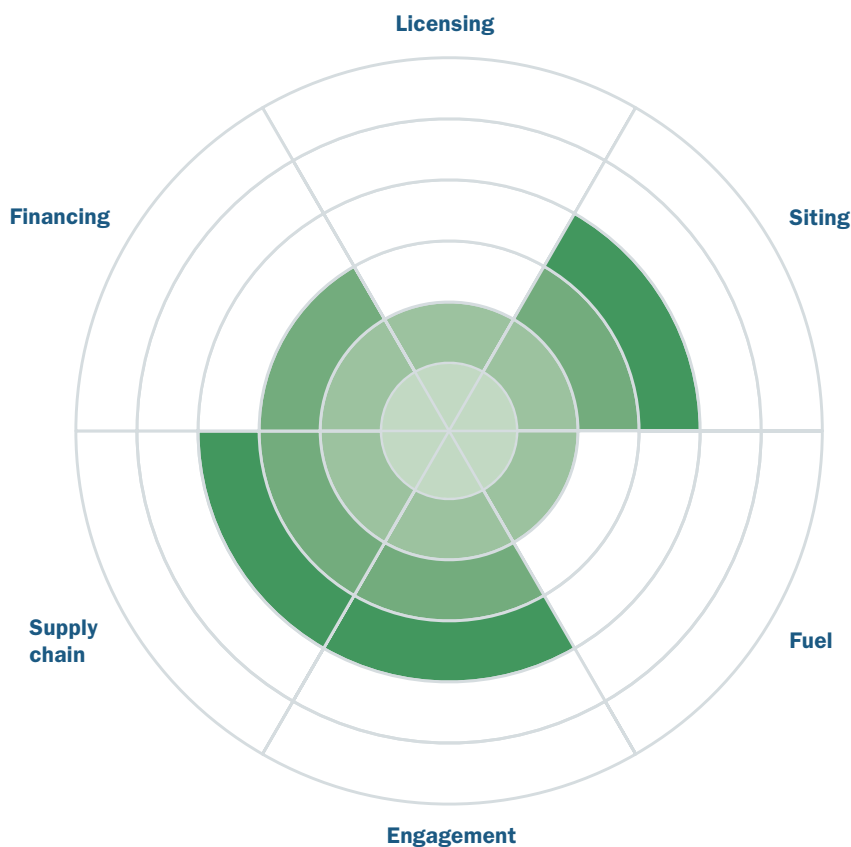 Licensing
Financing
Siting
Supply
chain
Fuel
Engagement